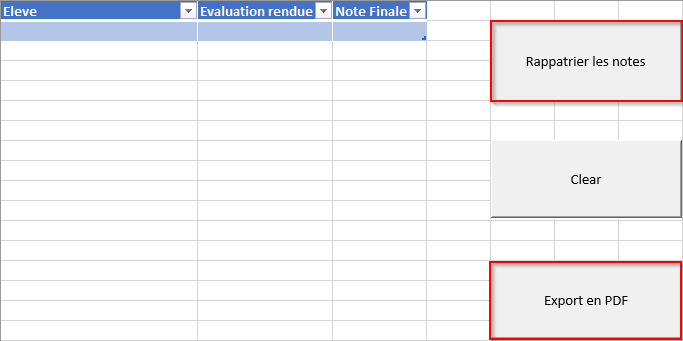 Eleve Evaluation rendue Note Finale
Rappatrier les notes
Clear
Export en PDF